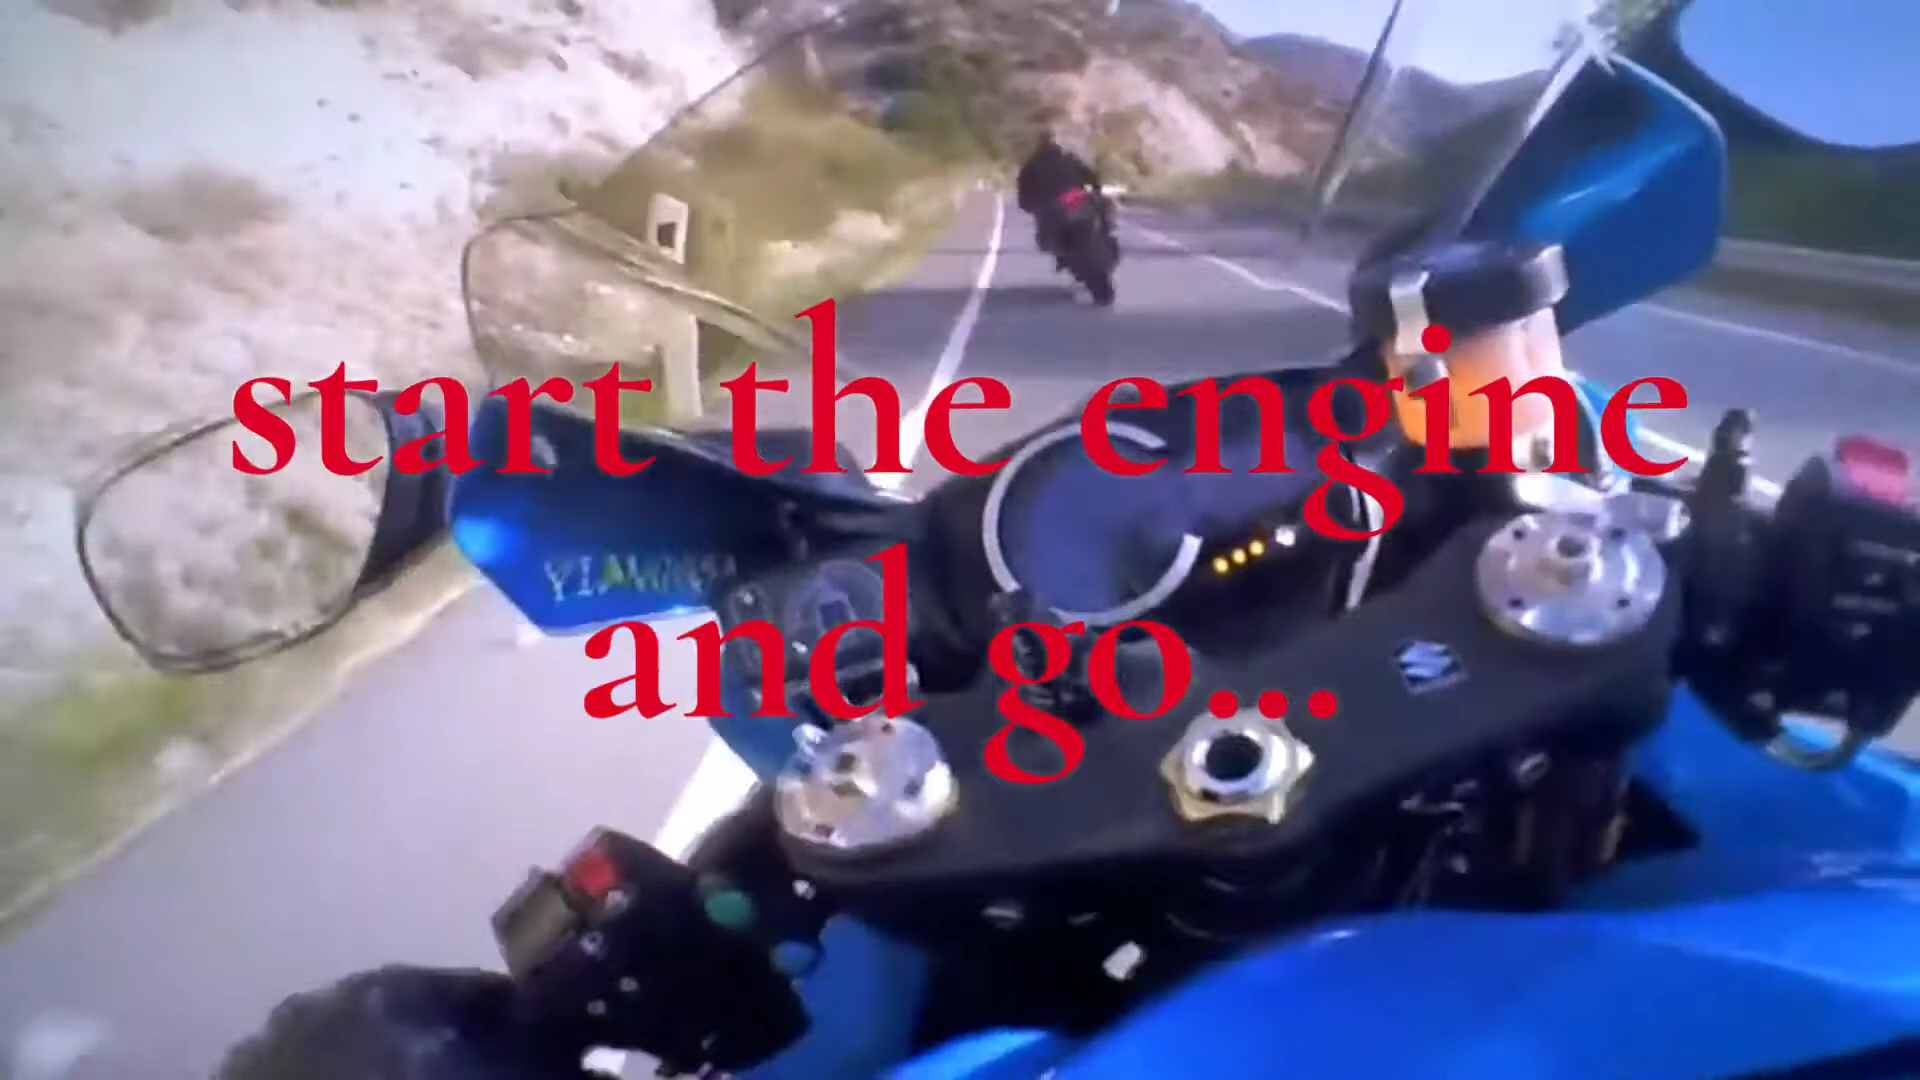 start the engine
and go...